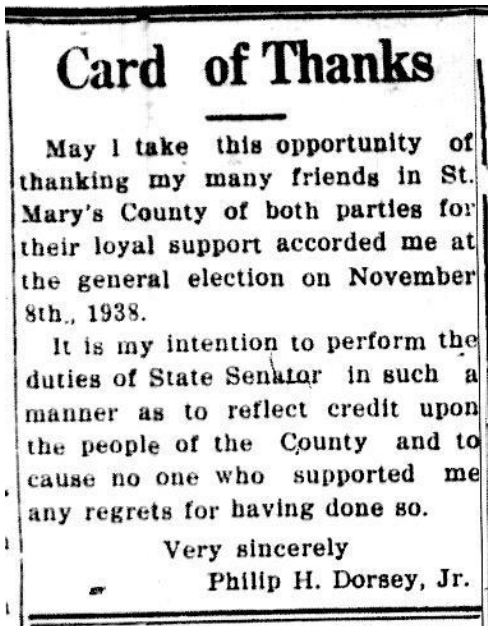 Card of Thanks
May I take this opportunity of
thanking my many friends in St.
Mary's County of both parties for
their loyal support accorded me at
the general election on November
8th., 1938.
It is my intention to perform the
duties of State Senator in such a
manner as to reflect credit upon
the people of the County and to
cause no one who supported me
any regrets for having done so.
Very sincerely
Philip H. Dorsey, Jr.